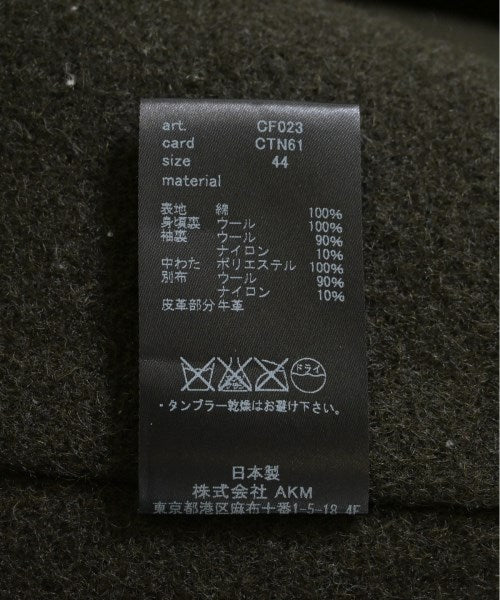 art. CF023
card CTN61
size 44
material
表地 綿 100%
身頃裏 ウール 100%
袖裏 ウール 90%
ナイロン 10%
中わた ポリエステル 100%
別布 ウール 90%
ナイロン 10%
皮革部分 牛革
ドライ
・タンブラー乾燥はお避け下さい。
日本製
株式会社 AKM
東京都港区麻布十番1-5-18 4F